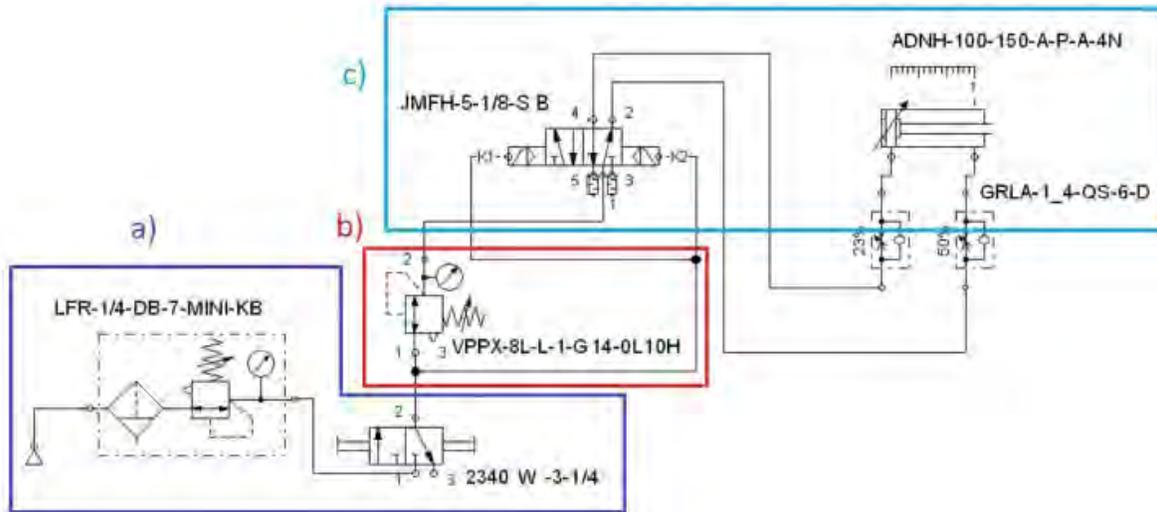 ADNH-100-150-A-P-A-4N
c)
JMFH-5-1/8-S B
4 2
1
K1
K2
5 3
1
GRLA-1_4-QS-6-D
23%
50%
a)
b)
2
LFR-1/4-DB-7-MINI-KB
VPPX-8L-L-1-G 14-0L10H
1 3
2
1 3
2340 W -3-1/4